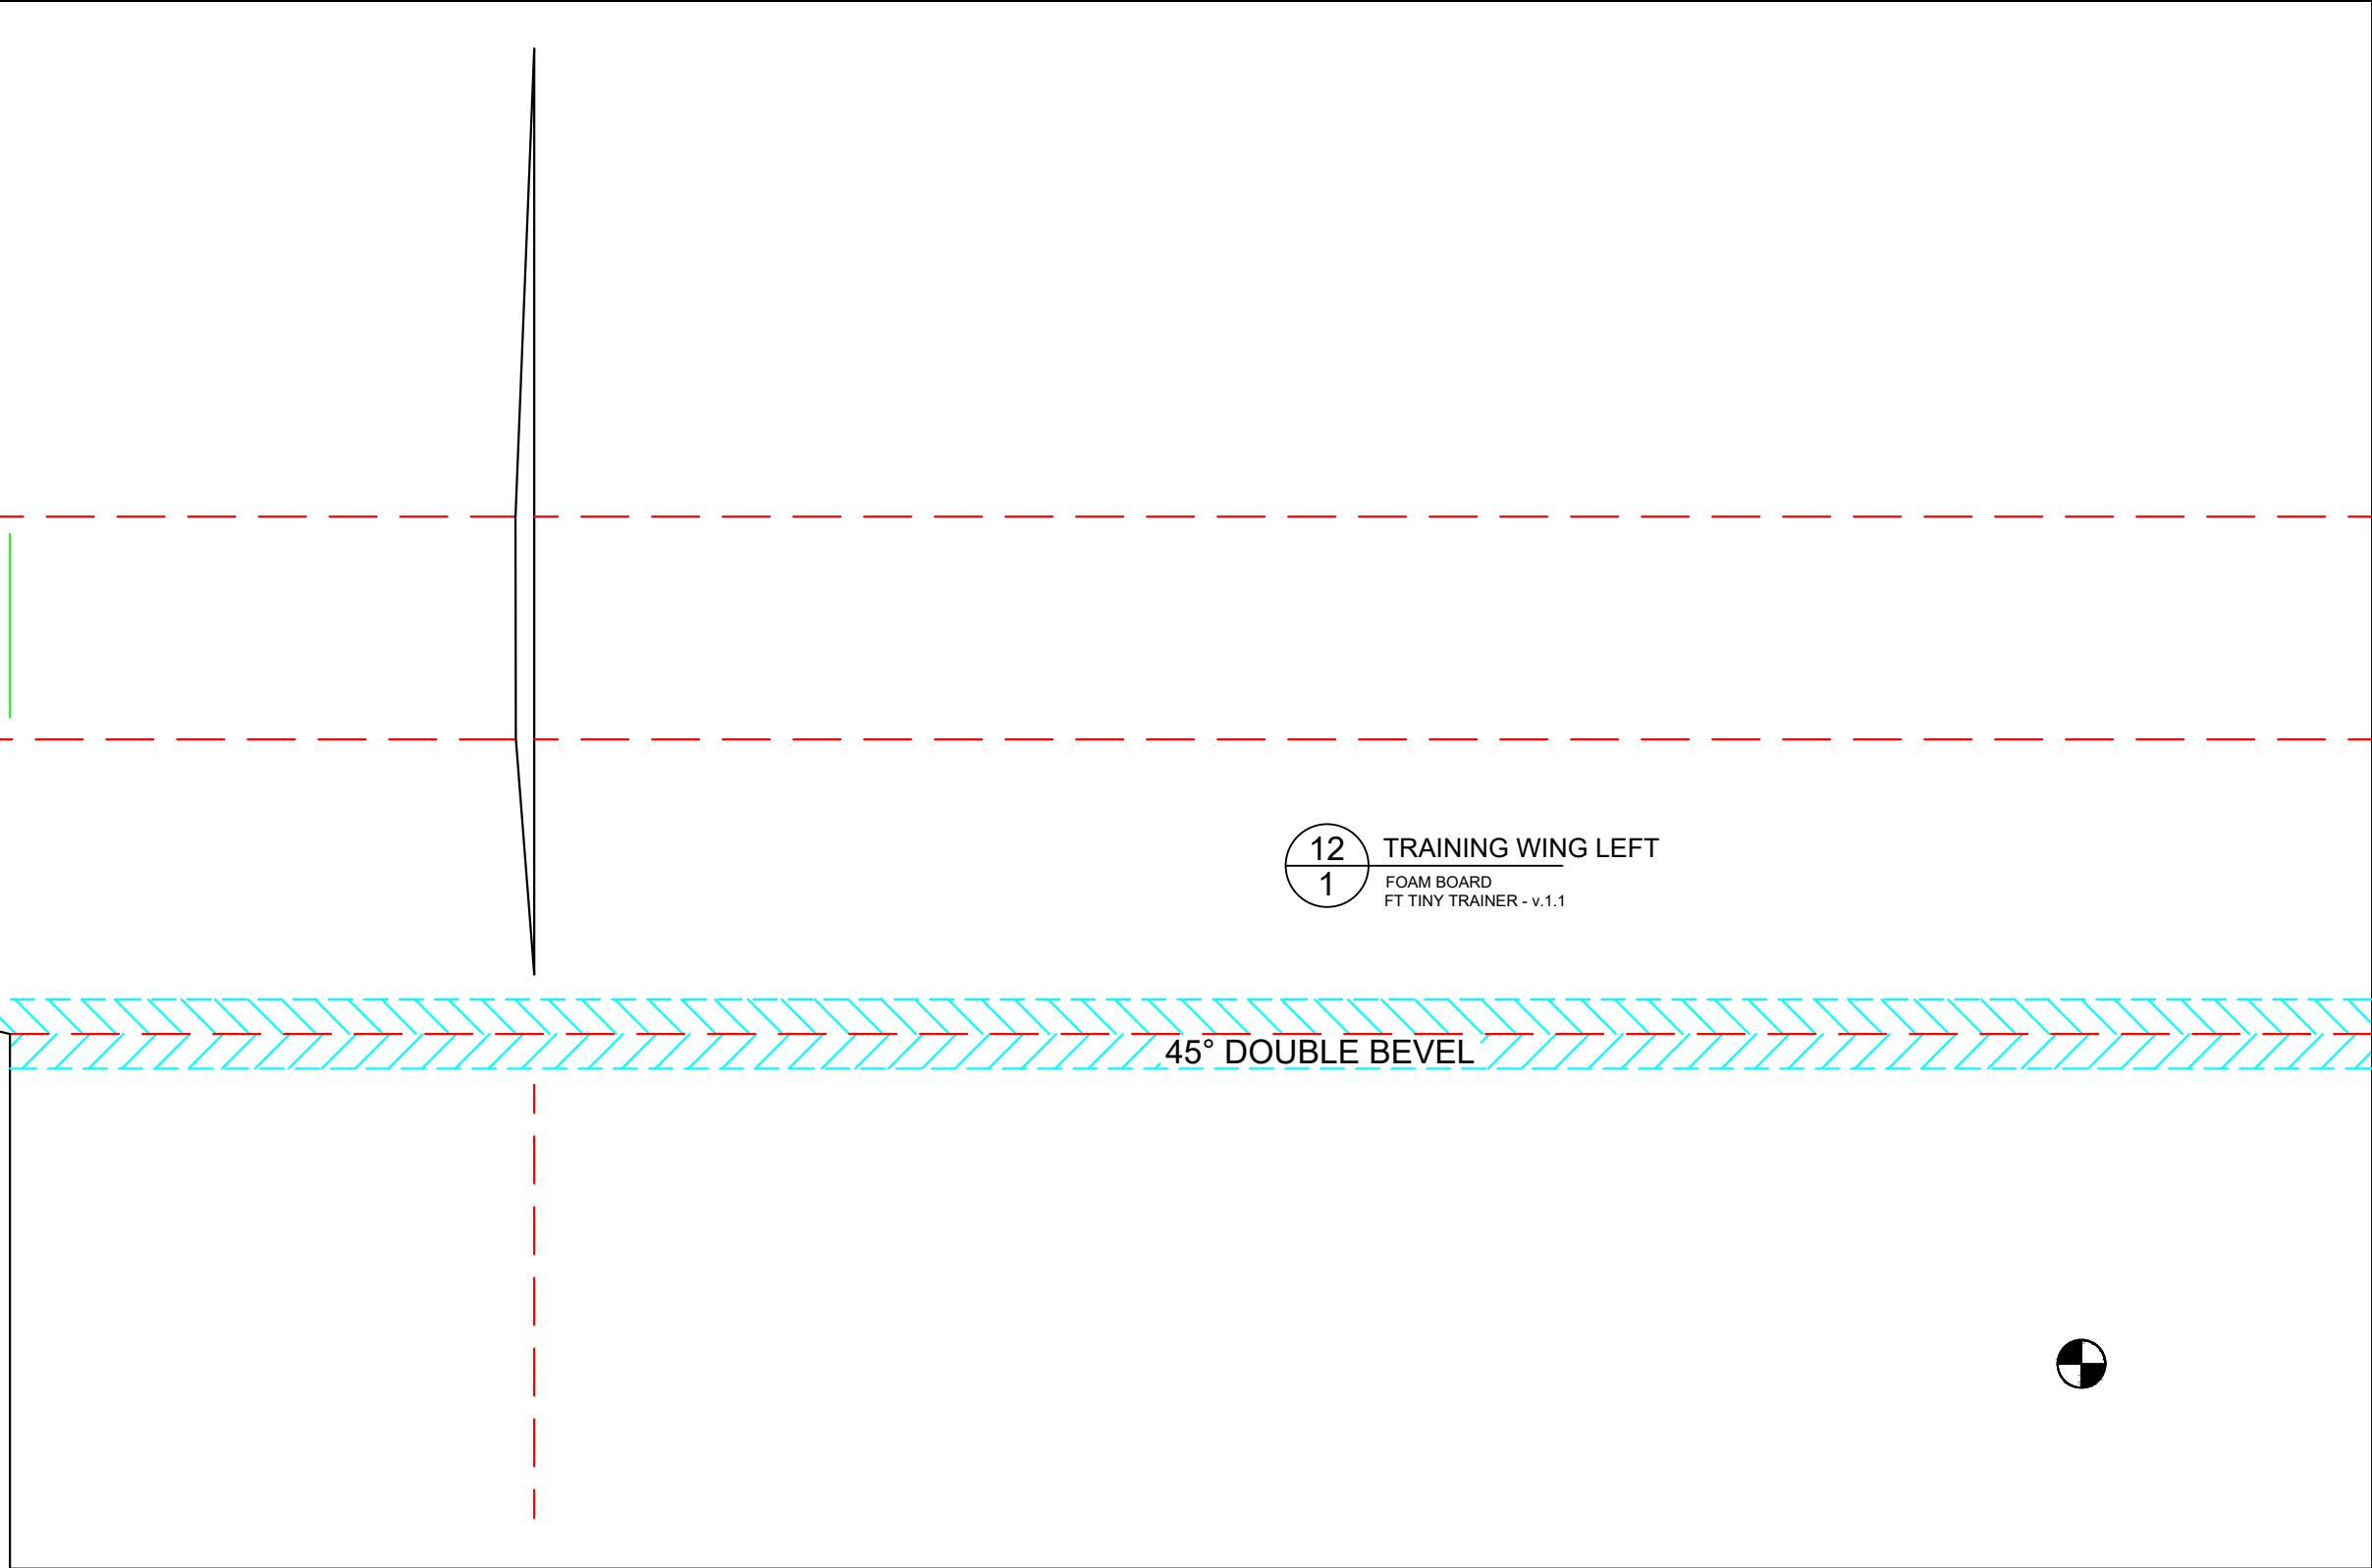 12
TRAINING WING LEFT
1
FOAM BOARD
FT TINY TRAINER - v.1.1
45° DOUBLE BEVEL